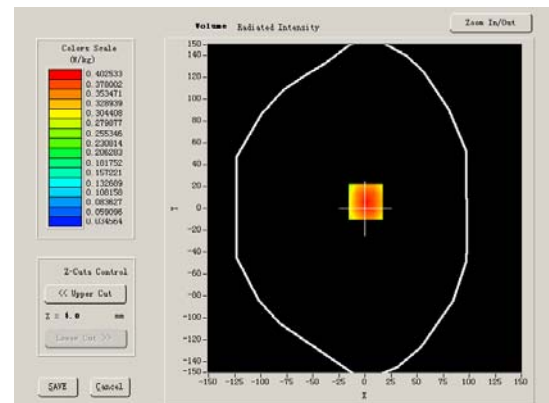 Volume Radiated Intensity
Zoom In/Out
Colors Scale
(W/kg)
0.402533
0.378002
0.353471
0.328939
0.304408
0.279877
0.255346
0.230814
0.206283
0.181752
0.157221
0.132689
0.108158
0.083627
0.059096
0.034564
Z-Cuts Control
<< Upper Cut
Z = 4.0 mm
Lower Cut >>
SAVE
Cancel
150
120
100
80
60
40
20
0
-20
-40
-60
-80
-100
-120
-140
-150
Y
-150 -125 -100 -75 -50 -25 0 25 50 75 100 125 150
X